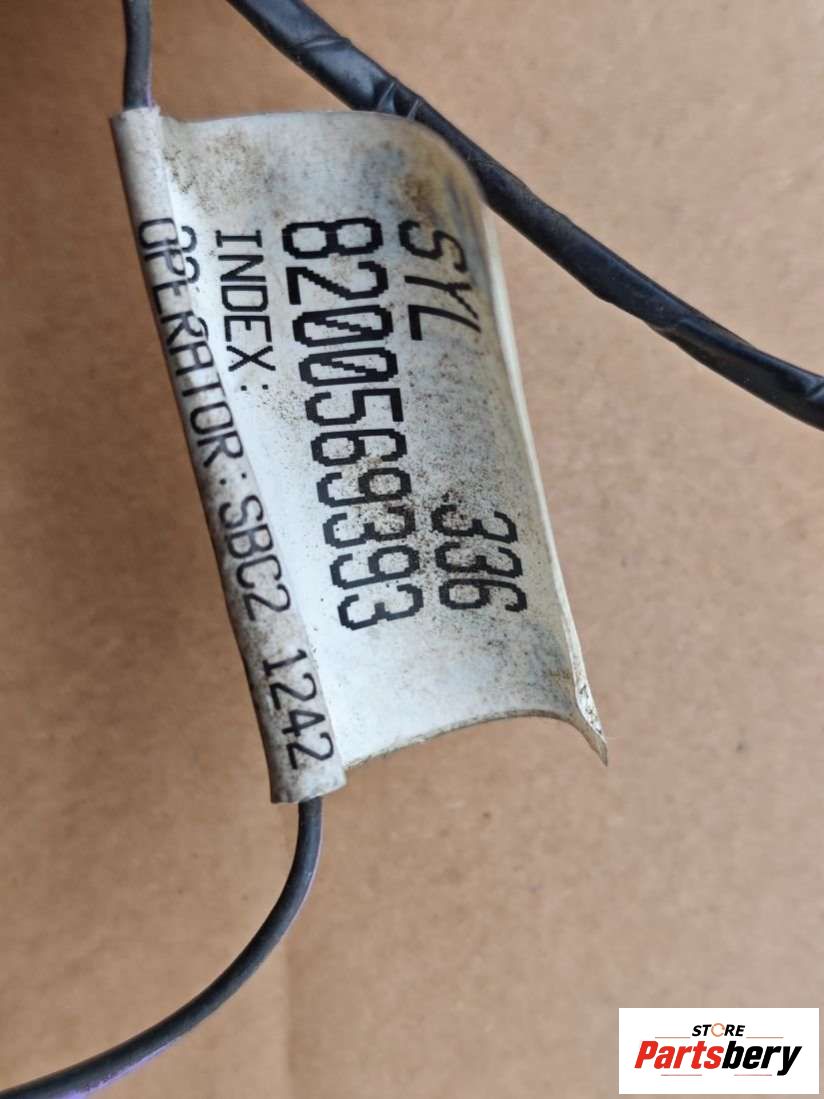 SYL 336
8200569393
INDEX:
OPERATOR:SBC2 1242
STORE
Partsbery